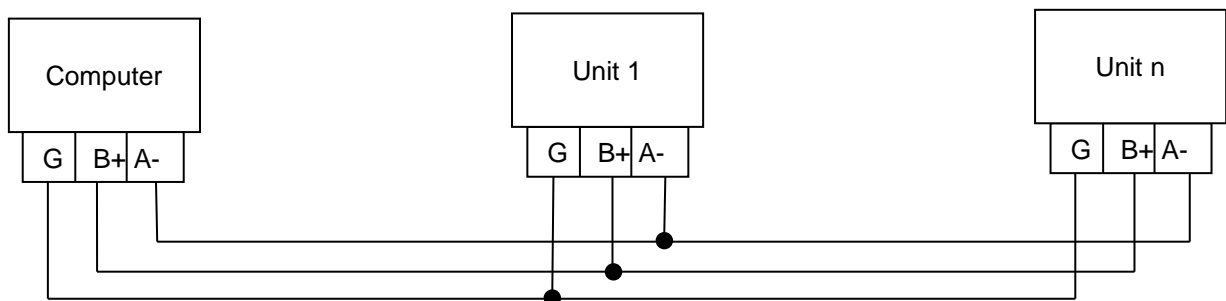 Computer
G B+ A-
Unit 1
G B+ A-
Unit n
G B+ A-